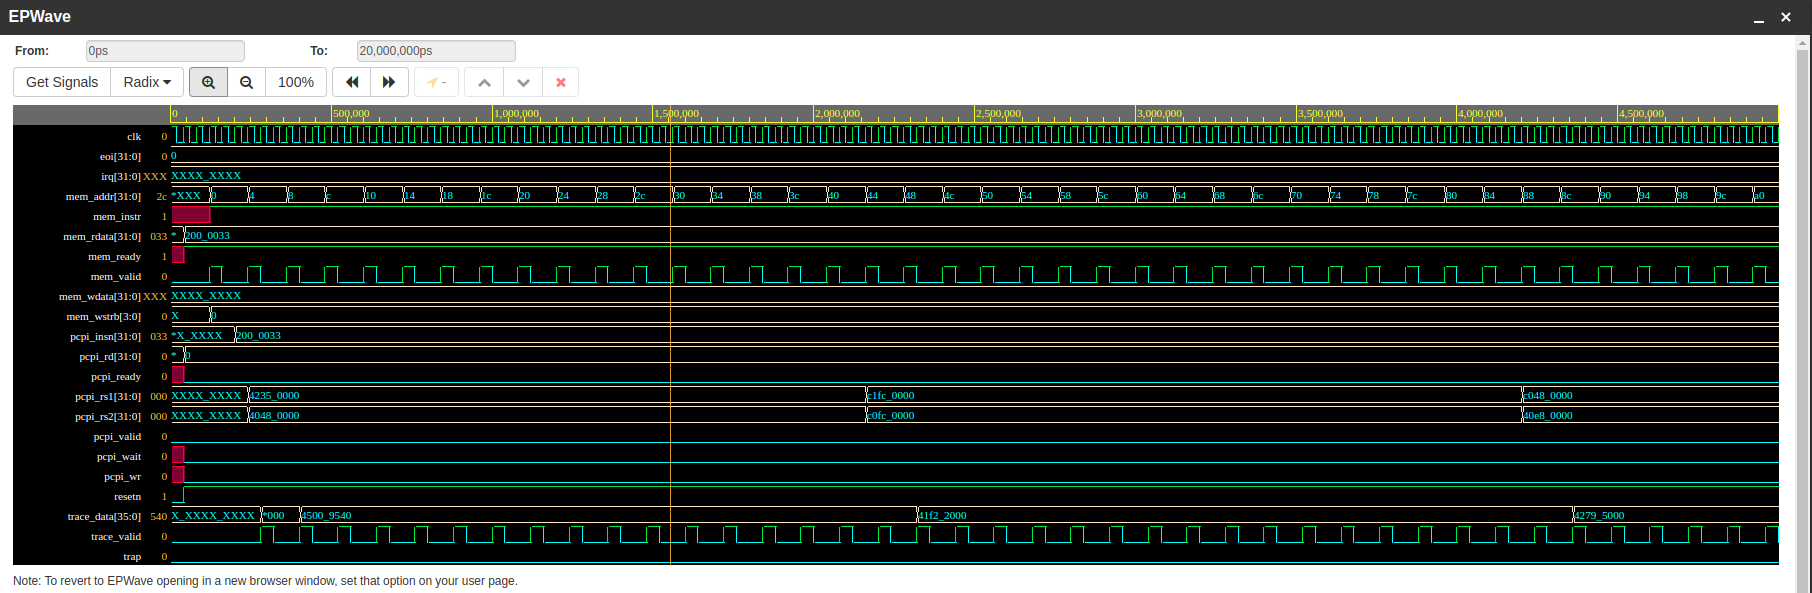 EPWave
From: 0ps To: 20,000,000ps
Get Signals Radix 100% -
0 500,000 1,000,000 1,500,000 2,000,000 2,500,000 3,000,000 3,500,000 4,000,000 4,500,000
clk 0
eoi[31:0] 0 0
irq[31:0] XXX XXXX_XXXX
mem_addr[31:0] 2c *XXX 0 4 8 c 10 14 18 1c 20 24 28 2c 30 34 38 3c 40 44 48 4c 50 54 58 5c 60 64 68 6c 70 74 78 7c 80 84 88 8c 90 94 98 9c a0
mem_instr 1
mem_rdata[31:0] 033 * 200_0033
mem_ready 1
mem_valid 0
mem_wdata[31:0] XXX XXXX_XXXX
mem_wstrb[3:0] 0 X 0
pcpi_insn[31:0] 033 *X_XXXX 200_0033
pcpi_rd[31:0] 0 * 0
pcpi_ready 0
pcpi_rs1[31:0] 000 XXXX_XXXX 4235_0000 c1fc_0000 c048_0000
pcpi_rs2[31:0] 000 XXXX_XXXX 4048_0000 c0fc_0000 40e8_0000
pcpi_valid 0
pcpi_wait 0
pcpi_wr 0
resetn 1
trace_data[35:0] 540 X_XXXX_XXXX *000 4500_9540 41f2_2000 4279_5000
trace_valid 0
trap 0
Note: To revert to EPWave opening in a new browser window, set that option on your user page.